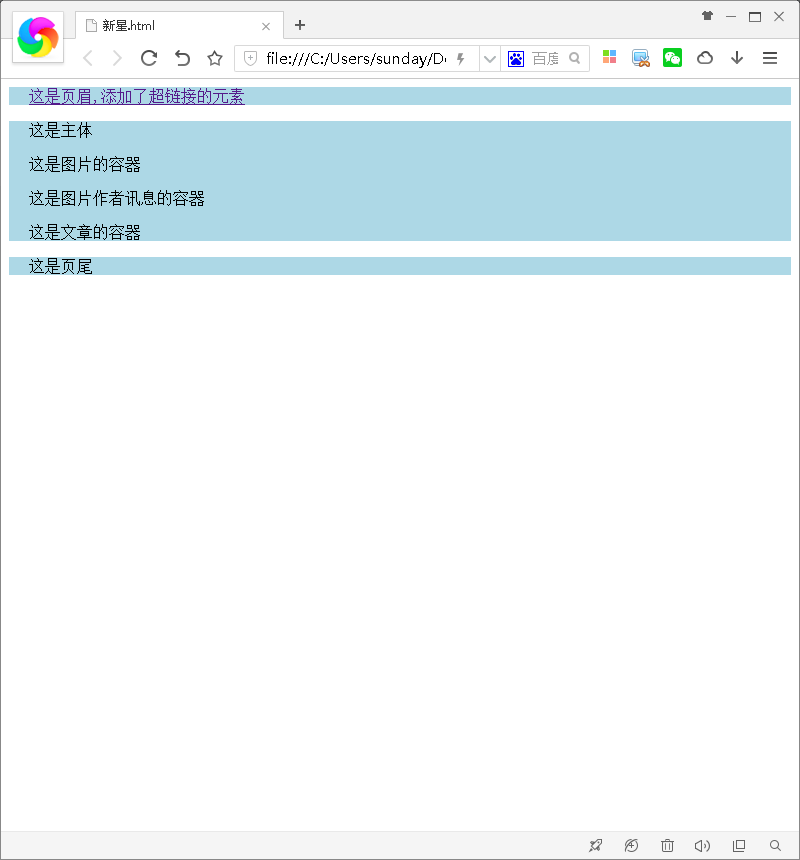 新星.html
file:///C:/Users/sunday/D
百度
这是页眉,添加了超链接的元素
这是主体
这是图片的容器
这是图片作者讯息的容器
这是文章的容器
这是页尾